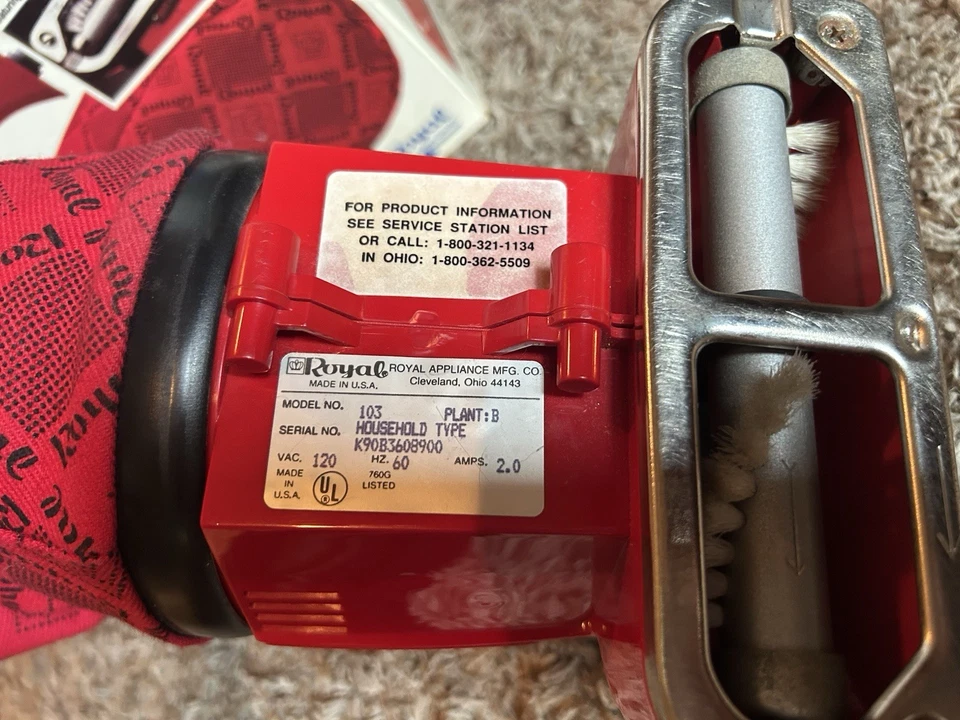 FOR PRODUCT INFORMATION
SEE SERVICE STATION LIST
OR CALL: 1-800-321-1134
IN OHIO: 1-800-362-5509
Royal ROYAL APPLIANCE MFG. CO
MADE IN U.S.A. Cleveland, Ohio 44143
MODEL NO. 103 PLANT:B
SERIAL NO. HOUSEHOLD TYPE
K90B3608900
VAC. 120 HZ. 60 AMPS. 2.0
MADE IN U.S.A. UL 760G LISTED
Royal
Royal